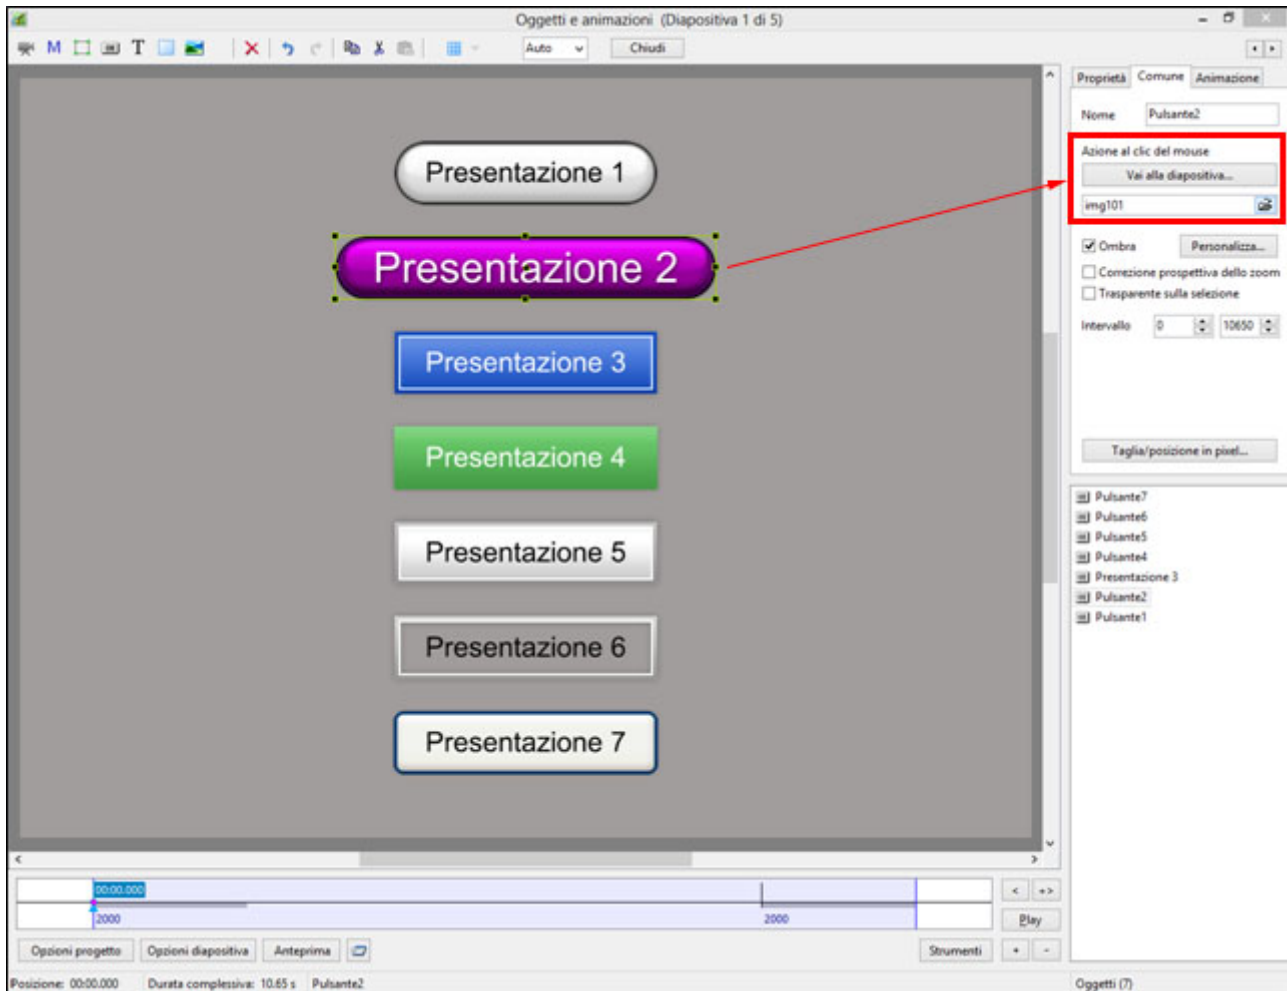 Oggetti e animazioni (Diapositiva 1 di 5)
M T Auto Chiudi
Presentazione 1
Presentazione 2
Presentazione 3
Presentazione 4
Presentazione 5
Presentazione 6
Presentazione 7
Proprietà Comune Animazione
Nome Pulsante2
Azione al clic del mouse
Vai alla diapositiva...
img101
Ombra Personalizza...
Correzione prospettiva dello zoom
Trasparente sulla selezione
Intervallo 0 10650
Taglia/posizione in pixel...
Pulsante7
Pulsante6
Pulsante5
Pulsante4
Presentazione 3
Pulsante2
Pulsante1
00:00.000
2000 2000
Play
Opzioni progetto Opzioni diapositiva Anteprima Strumenti + -
Posizione: 00:00.000 Durata complessiva: 10.65 s Pulsante2 Oggetti (7)